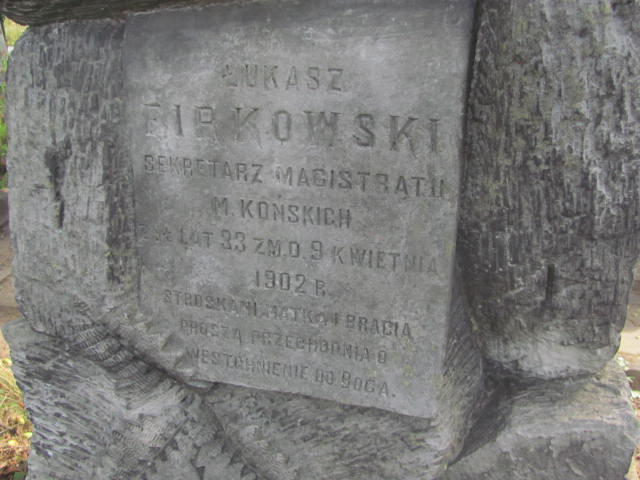 ŁUKASZ
SEKRETARZ MAGISTRATU
M. KOŃSKICH
LAT 33 ZM. D. 9 KWIETNIA
1902 R.
STROSKANI MATKA I BRACIA
PROSZĄ PRZECHODNIA O
WESTCHNIENIE DO BOGA.